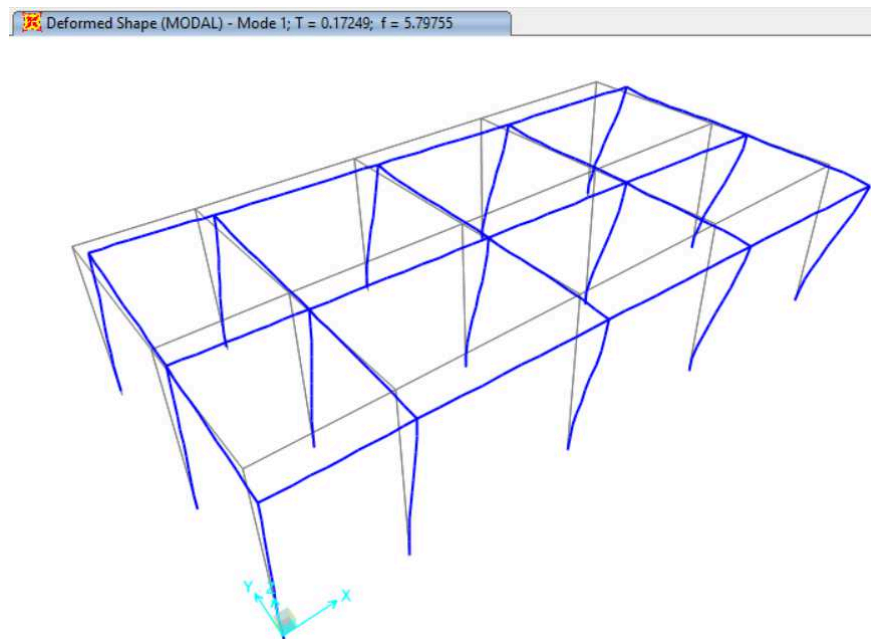 Deformed Shape (MODAL) - Mode 1; T = 0.17249; f = 5.79755
Y
Z
X